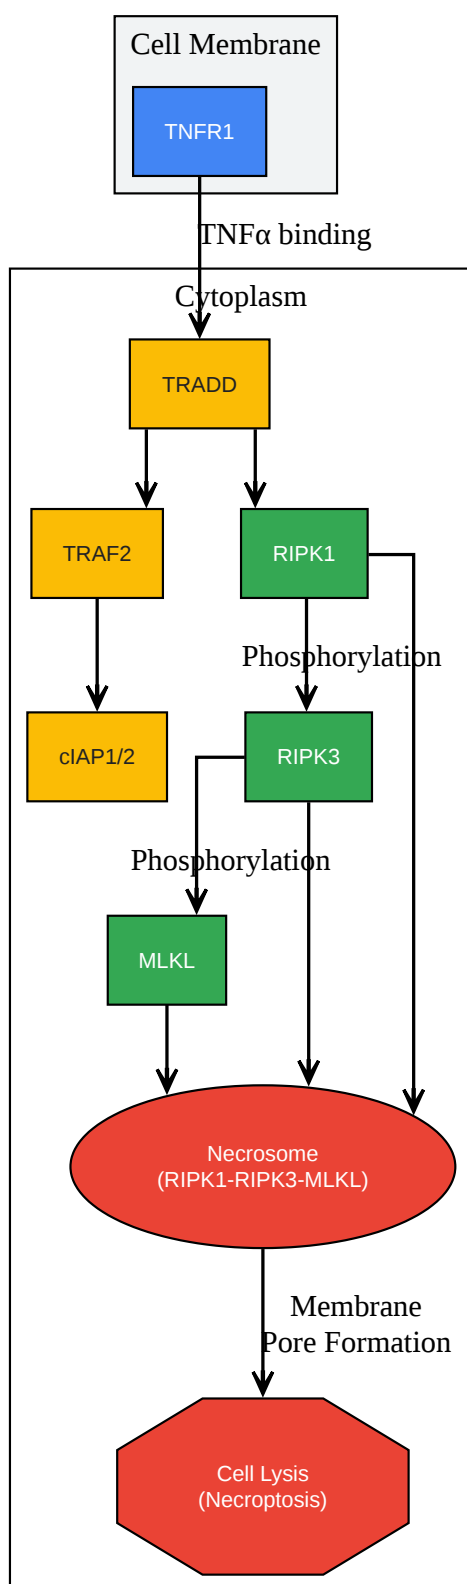 Cell Membrane
TNFR1
TNFα binding
Cytoplasm
TRADD
TRAF2
RIPK1
Phosphorylation
cIAP1/2
RIPK3
Phosphorylation
MLKL
Necrosome
(RIPK1-RIPK3-MLKL)
Membrane
Pore Formation
Cell Lysis
(Necroptosis)